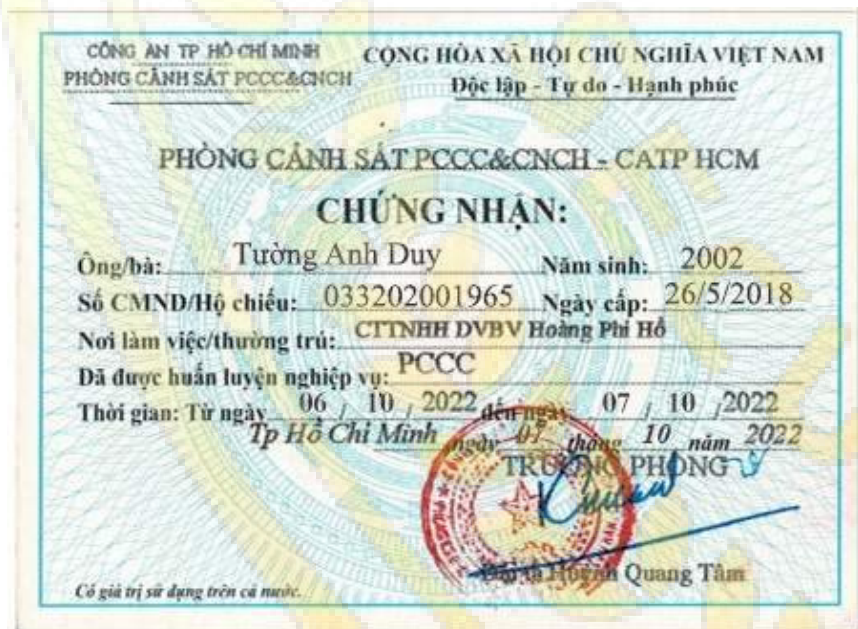 CÔNG AN TP HỒ CHÍ MINH
PHÒNG CẢNH SÁT PCCC&CNCH
CỘNG HÒA XÃ HỘI CHỦ NGHĨA VIỆT NAM
Độc lập - Tự do - Hạnh phúc
PHÒNG CẢNH SÁT PCCC&CNCH - CATP HCM
CHỨNG NHẬN:
Ông/bà: Tường Anh Duy Năm sinh: 2002
Số CMND/Hộ chiếu: 033202001965 Ngày cấp: 26/5/2018
Nơi làm việc/thường trú: CTTNHH DVBV Hoàng Phi Hổ
Đã được huấn luyện nghiệp vụ: PCCC
Thời gian: Từ ngày 06 / 10 / 2022 đến ngày 07 / 10 / 2022
Tp Hồ Chí Minh ngày 07 tháng 10 năm 2022
TRƯỞNG PHÒNG
Huỳnh Quang Tâm
Có giá trị sử dụng trên cả nước.